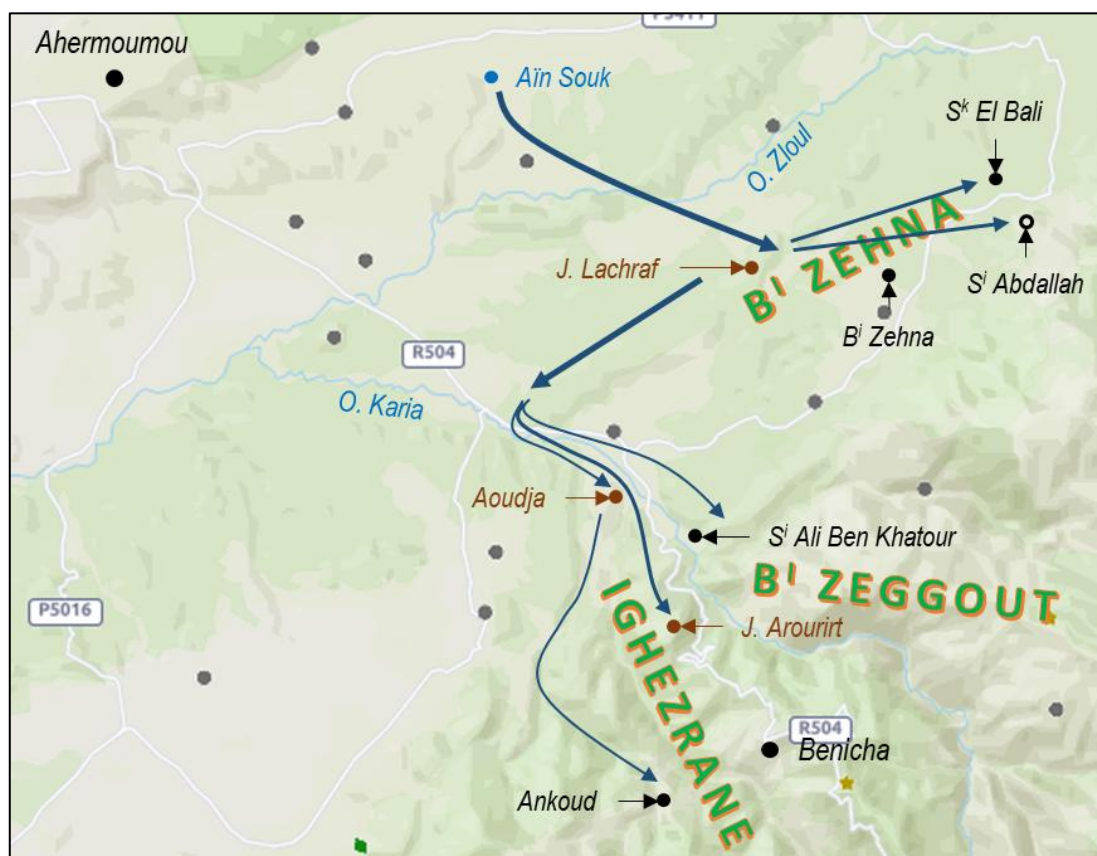 P5411
Ahermoumou
Aïn Souk
Sᵏ El Bali
O. Zloul
Bᴵ ZEHNA
J. Lachraf
Sⁱ Abdallah
Bⁱ Zehna
R504
O. Karia
Aoudja
Sⁱ Ali Ben Khatour
Bᴵ ZEGGOUT
P5016
IGHEZRANE
J. Arourirt
R504
Benicha
Ankoud